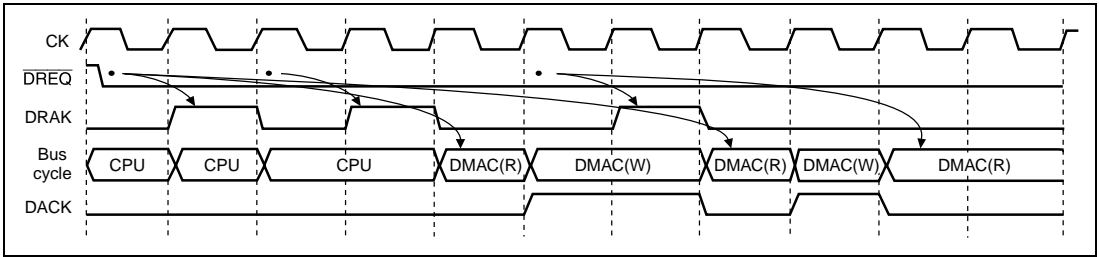 CK
DREQ
DRAK
Bus
cycle
CPU CPU CPU DMAC(R) DMAC(W) DMAC(R) DMAC(W) DMAC(R)
DACK